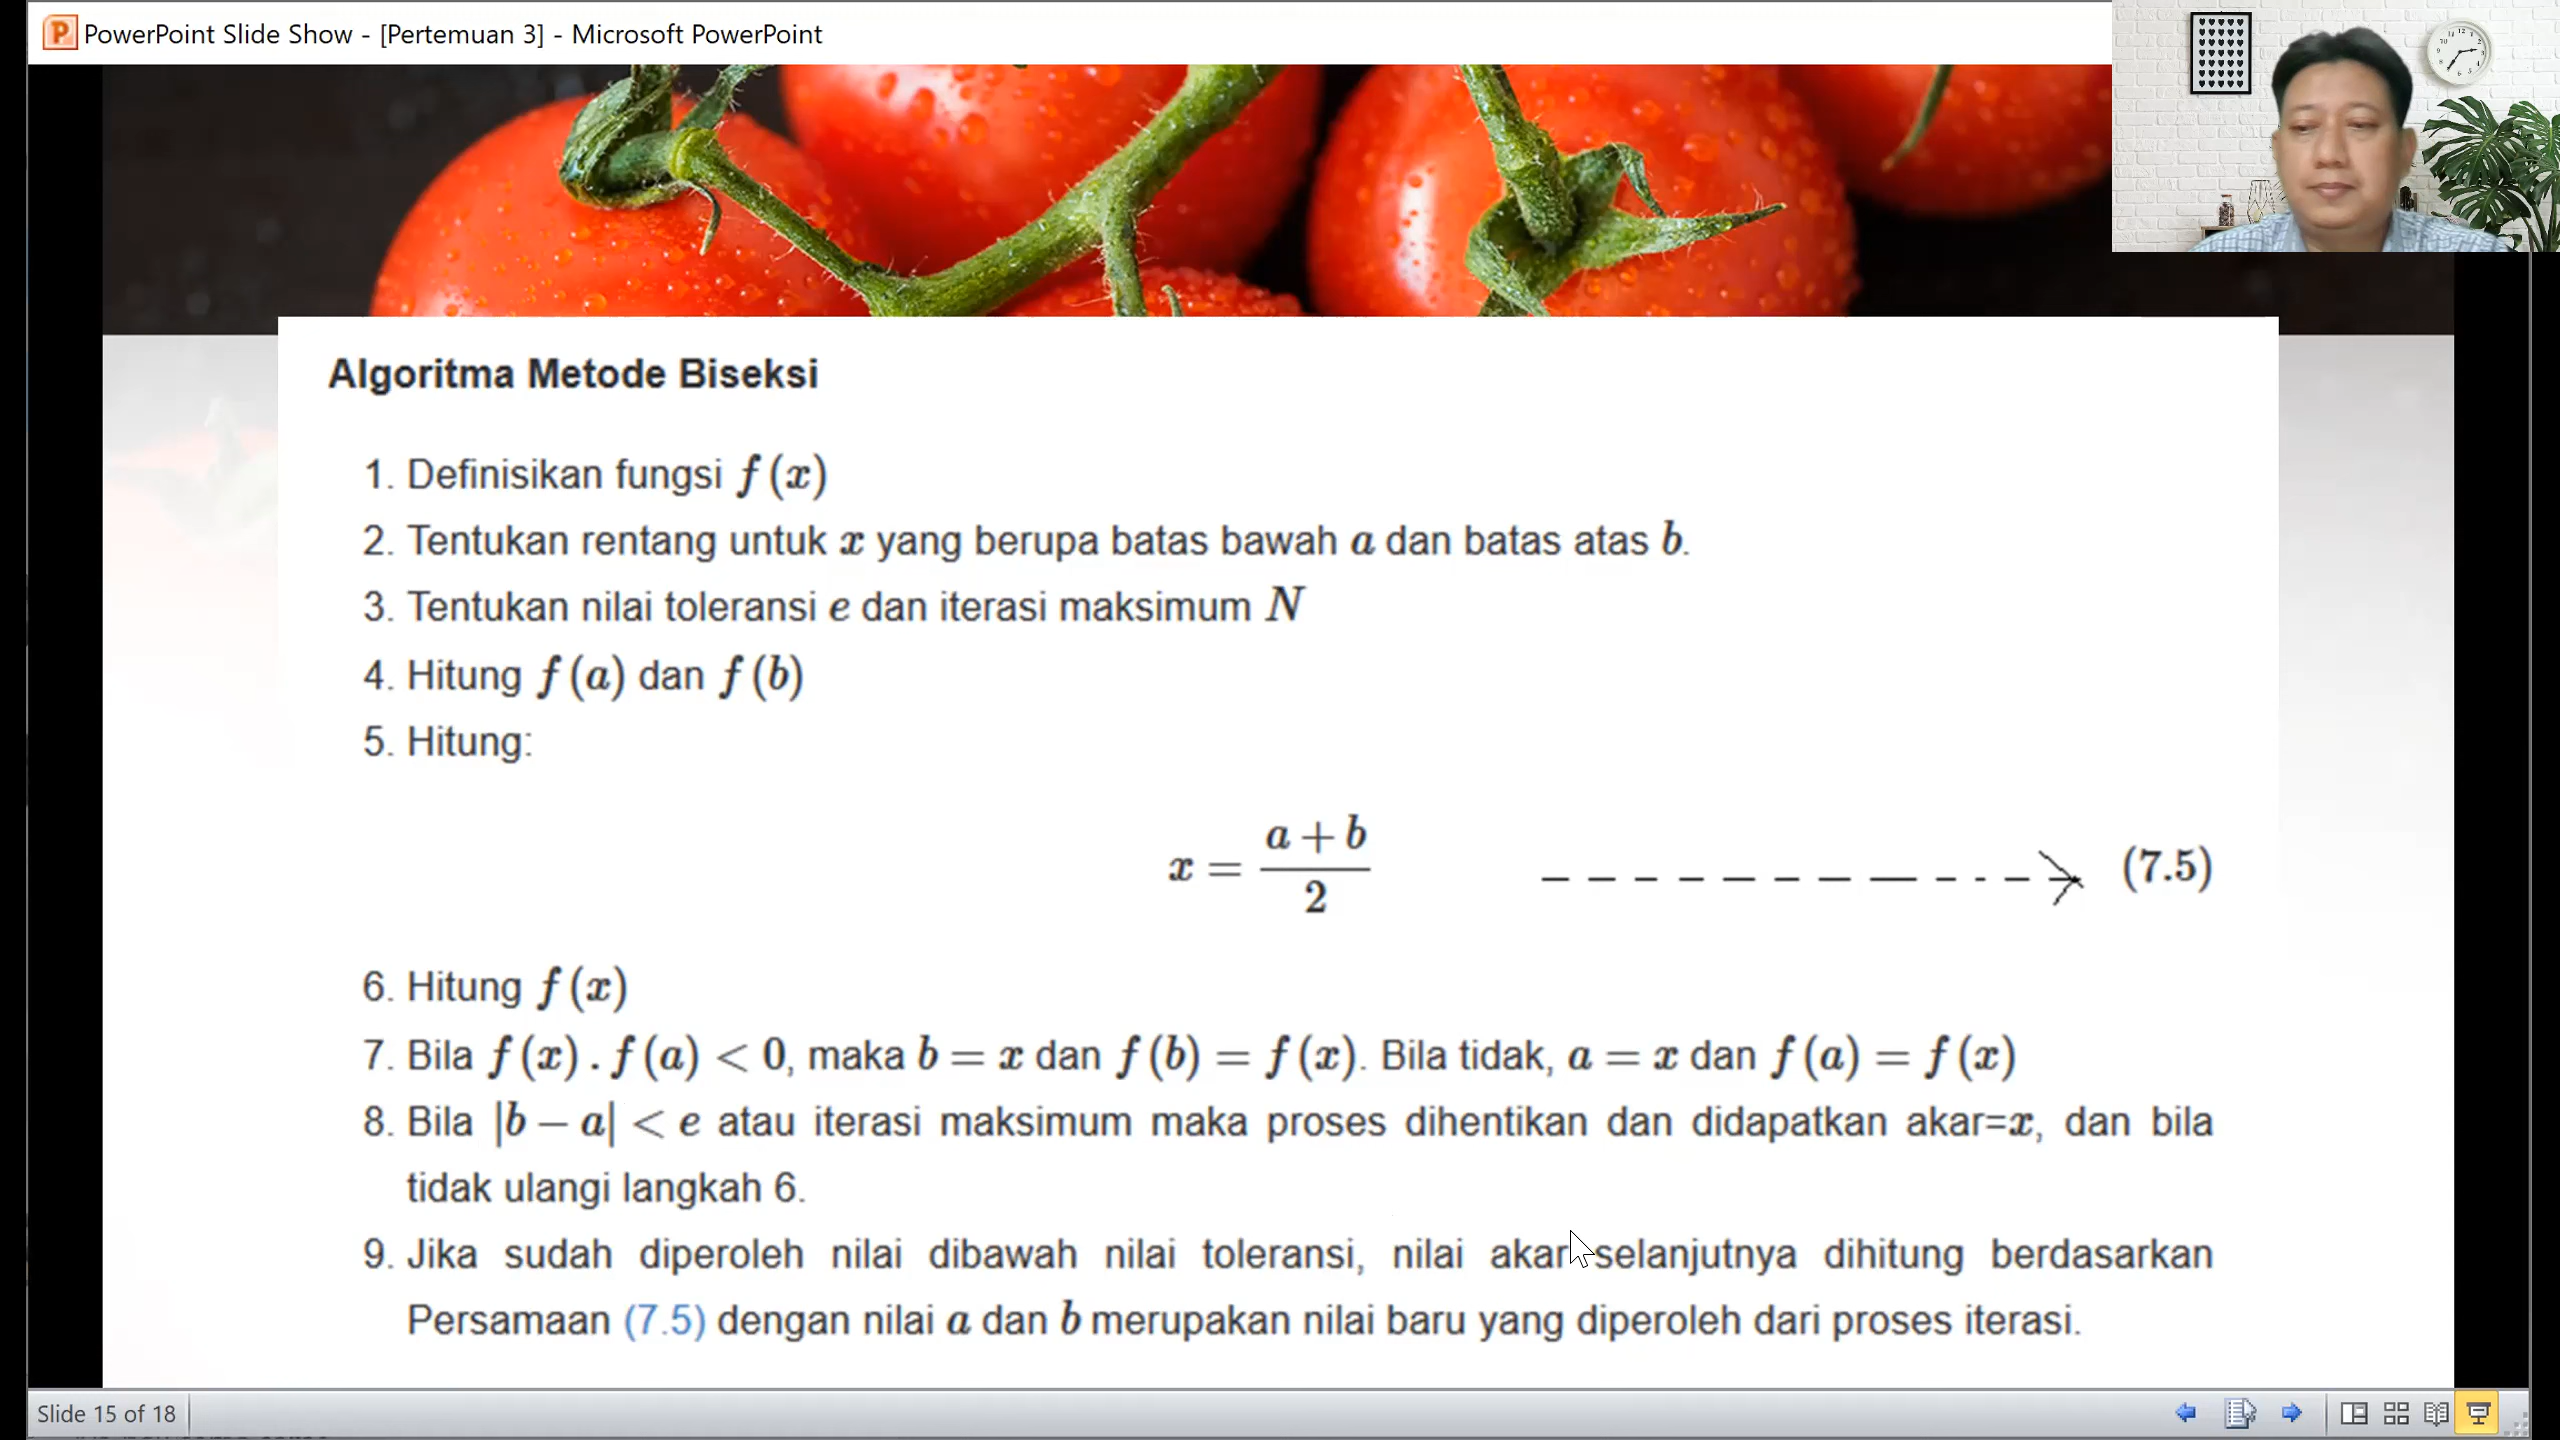 PowerPoint Slide Show - [Pertemuan 3] - Microsoft PowerPoint
Algoritma Metode Biseksi
1. Definisikan fungsi f(x)
2. Tentukan rentang untuk x yang berupa batas bawah a dan batas atas b.
3. Tentukan nilai toleransi e dan iterasi maksimum N
4. Hitung f(a) dan f(b)
5. Hitung:
x = (a + b) / 2 (7.5)
6. Hitung f(x)
7. Bila f(x) . f(a) < 0, maka b = x dan f(b) = f(x). Bila tidak, a = x dan f(a) = f(x)
8. Bila |b − a| < e atau iterasi maksimum maka proses dihentikan dan didapatkan akar=x, dan bila
tidak ulangi langkah 6.
9. Jika sudah diperoleh nilai dibawah nilai toleransi, nilai akar selanjutnya dihitung berdasarkan
Persamaan (7.5) dengan nilai a dan b merupakan nilai baru yang diperoleh dari proses iterasi.
Slide 15 of 18